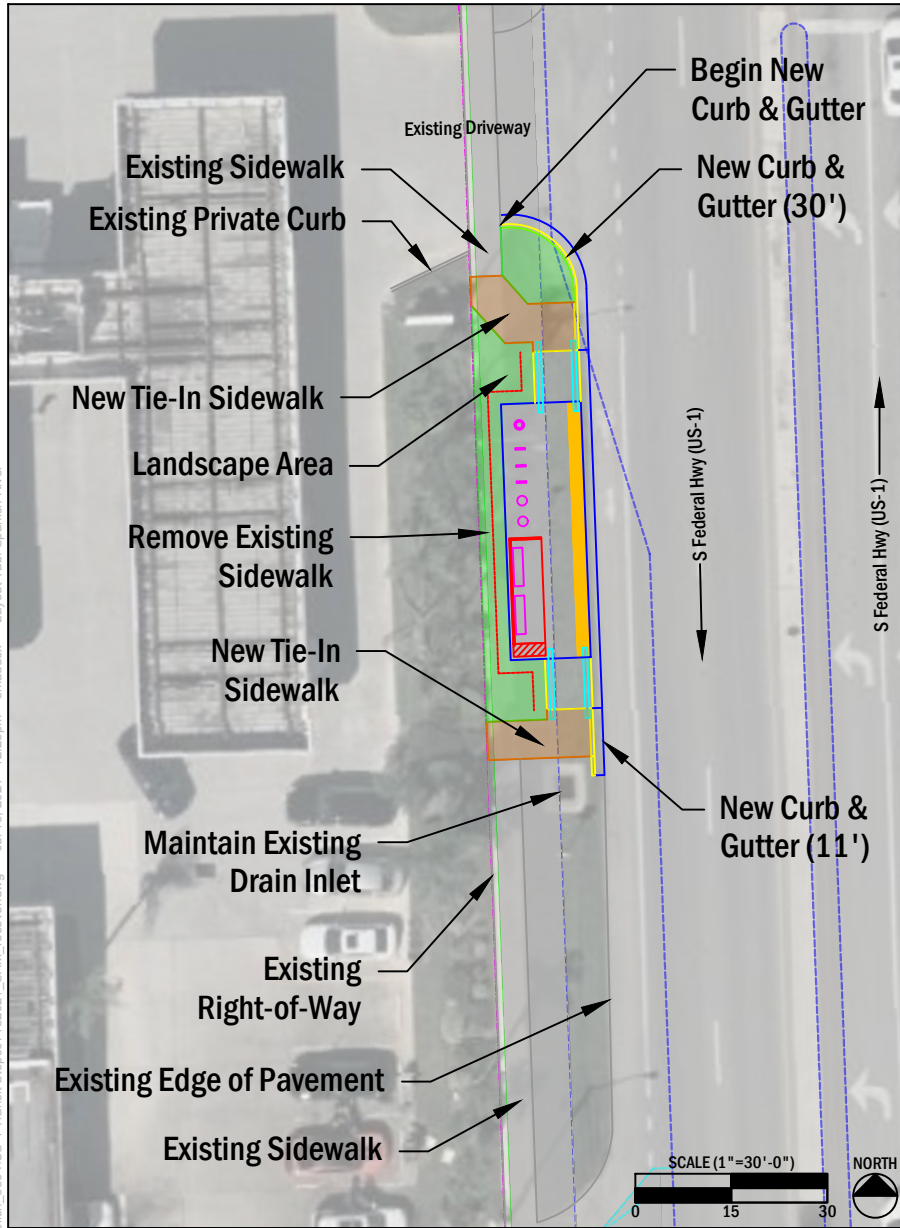 Begin New
Curb & Gutter
Existing Driveway
Existing Sidewalk
New Curb &
Gutter (30')
Existing Private Curb
New Tie-In Sidewalk
Landscape Area
S Federal Hwy (US-1)
S Federal Hwy (US-1)
Remove Existing
Sidewalk
New Tie-In
Sidewalk
New Curb &
Gutter (11')
Maintain Existing
Drain Inlet
Existing
Right-of-Way
Existing Edge of Pavement
Existing Sidewalk
SCALE (1"=30'-0")
NORTH
0 15 30